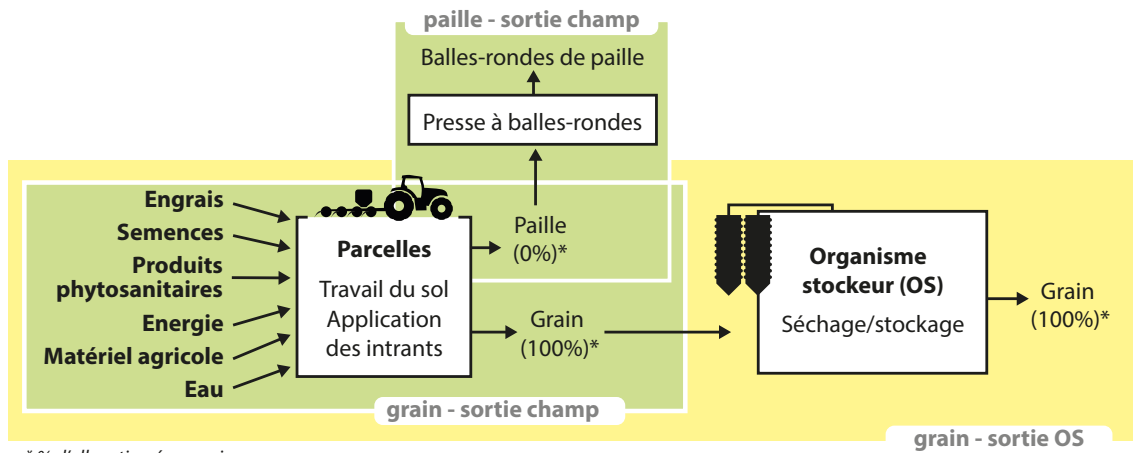 paille - sortie champ
Balles-rondes de paille
Presse à balles-rondes
Engrais
Semences
Produits
phytosanitaires
Energie
Matériel agricole
Eau
Parcelles
Travail du sol
Application
des intrants
Paille
(0%)*
Grain
(100%)*
grain - sortie champ
Organisme
stockeur (OS)
Séchage/stockage
Grain
(100%)*
grain - sortie OS